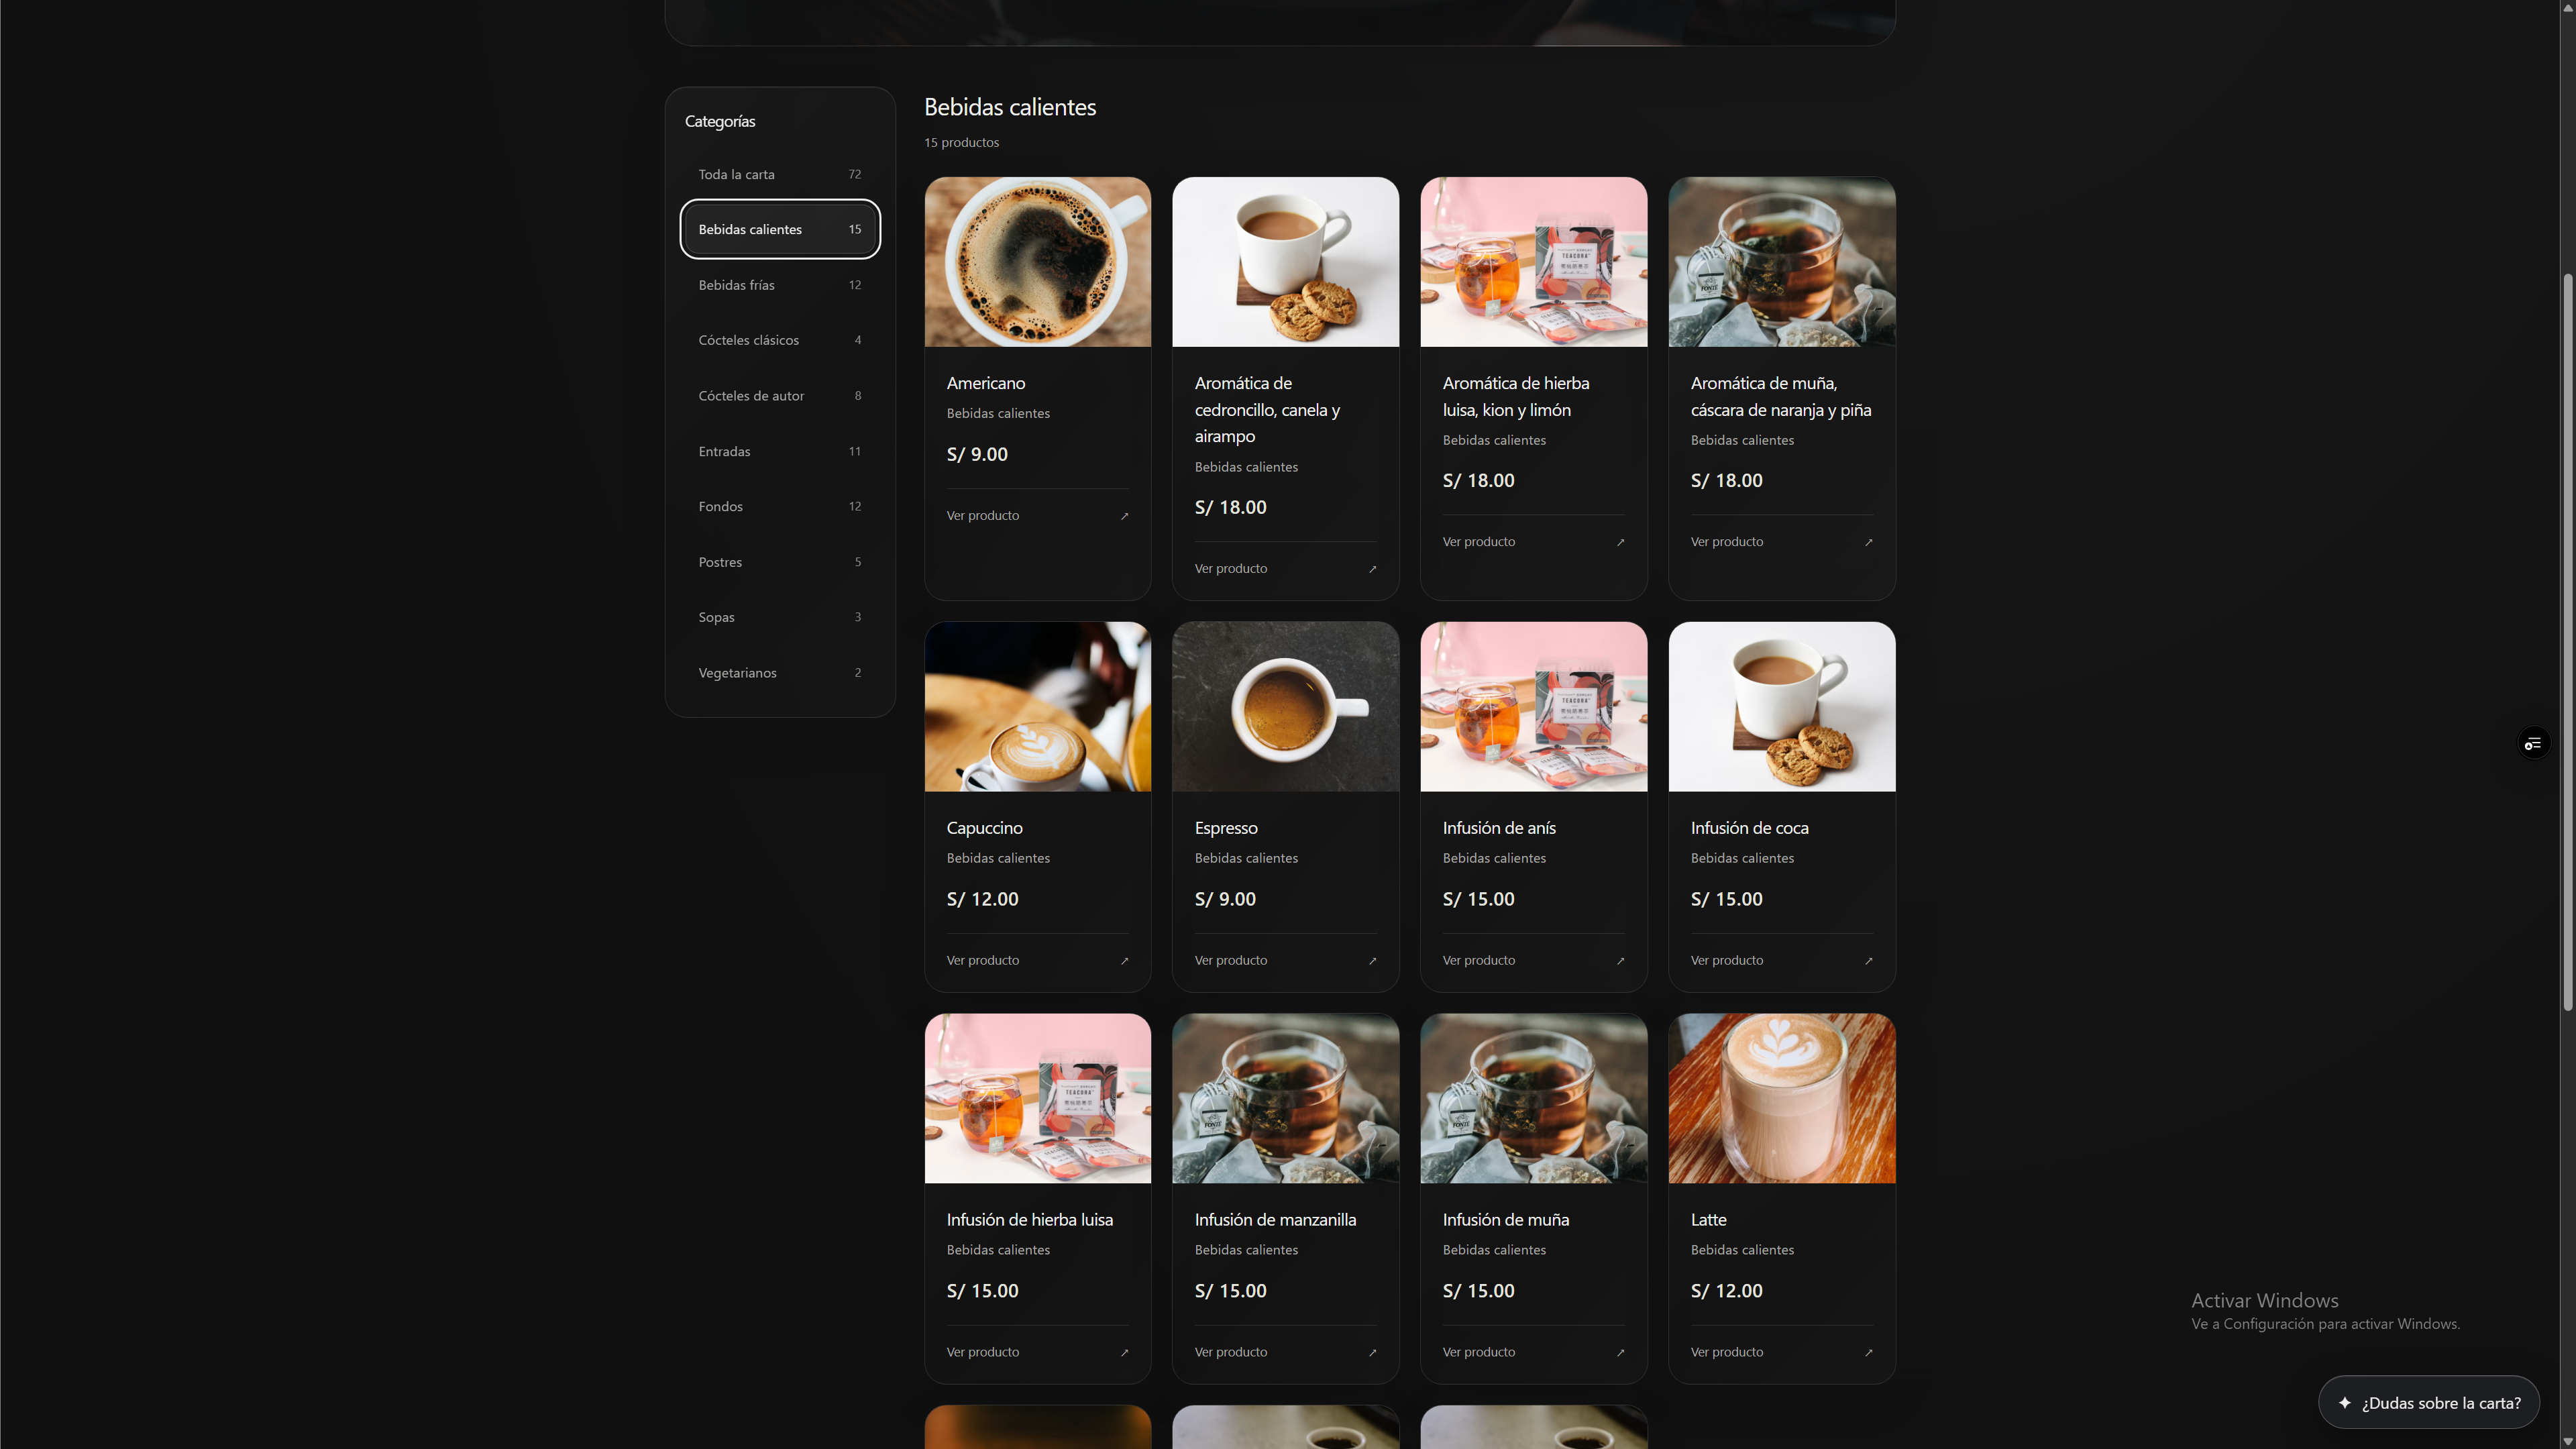 Categorías
Toda la carta 72
Bebidas calientes 15
Bebidas frías 12
Cócteles clásicos 4
Cócteles de autor 8
Entradas 11
Fondos 12
Postres 5
Sopas 3
Vegetarianos 2
Bebidas calientes
15 productos
Americano
Bebidas calientes
S/ 9.00
Ver producto ↗
Aromática de
cedroncillo, canela y
airampo
Bebidas calientes
S/ 18.00
Ver producto ↗
TEACORA
Aromática de hierba
luisa, kion y limón
Bebidas calientes
S/ 18.00
Ver producto ↗
Aromática de muña,
cáscara de naranja y piña
Bebidas calientes
S/ 18.00
Ver producto ↗
Capuccino
Bebidas calientes
S/ 12.00
Ver producto ↗
Espresso
Bebidas calientes
S/ 9.00
Ver producto ↗
TEACORA
Infusión de anís
Bebidas calientes
S/ 15.00
Ver producto ↗
Infusión de coca
Bebidas calientes
S/ 15.00
Ver producto ↗
TEACORA
Infusión de hierba luisa
Bebidas calientes
S/ 15.00
Ver producto ↗
Infusión de manzanilla
Bebidas calientes
S/ 15.00
Ver producto ↗
Infusión de muña
Bebidas calientes
S/ 15.00
Ver producto ↗
Latte
Bebidas calientes
S/ 12.00
Ver producto ↗
Activar Windows
Ve a Configuración para activar Windows.
¿Dudas sobre la carta?